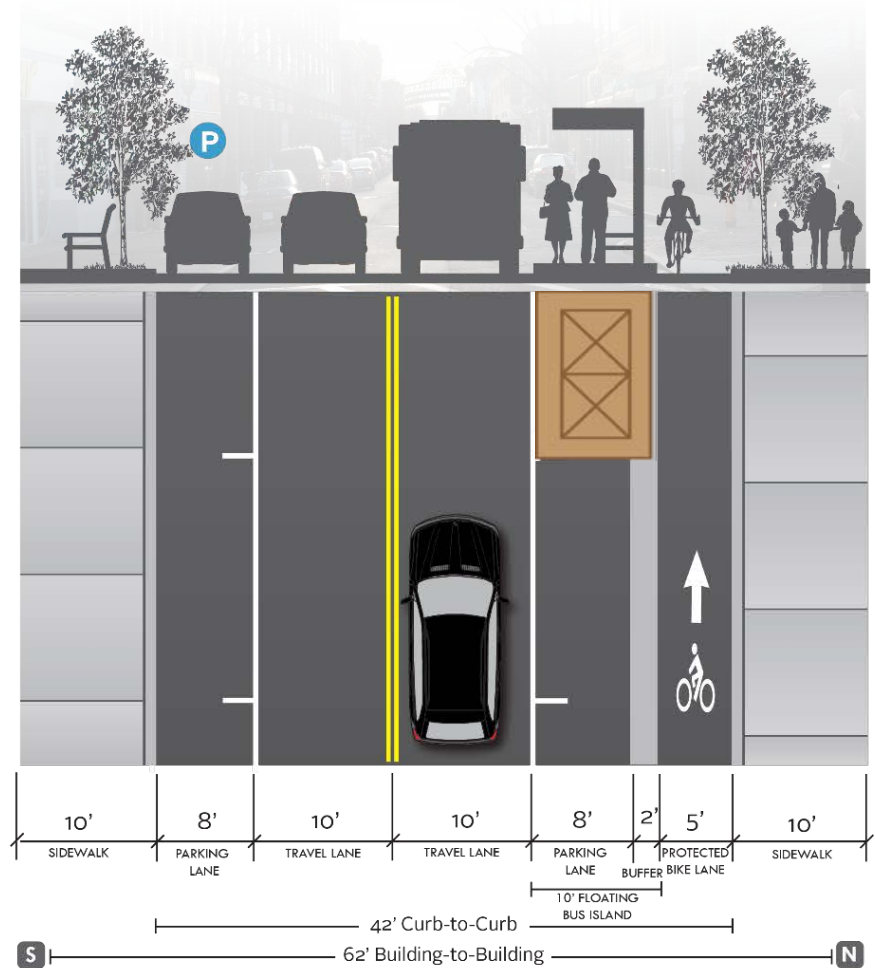 P
10' 8' 10' 10' 8' 2' 5' 10'
SIDEWALK PARKING LANE TRAVEL LANE TRAVEL LANE PARKING LANE BUFFER PROTECTED BIKE LANE SIDEWALK
10' FLOATING
BUS ISLAND
42' Curb-to-Curb
S 62' Building-to-Building N